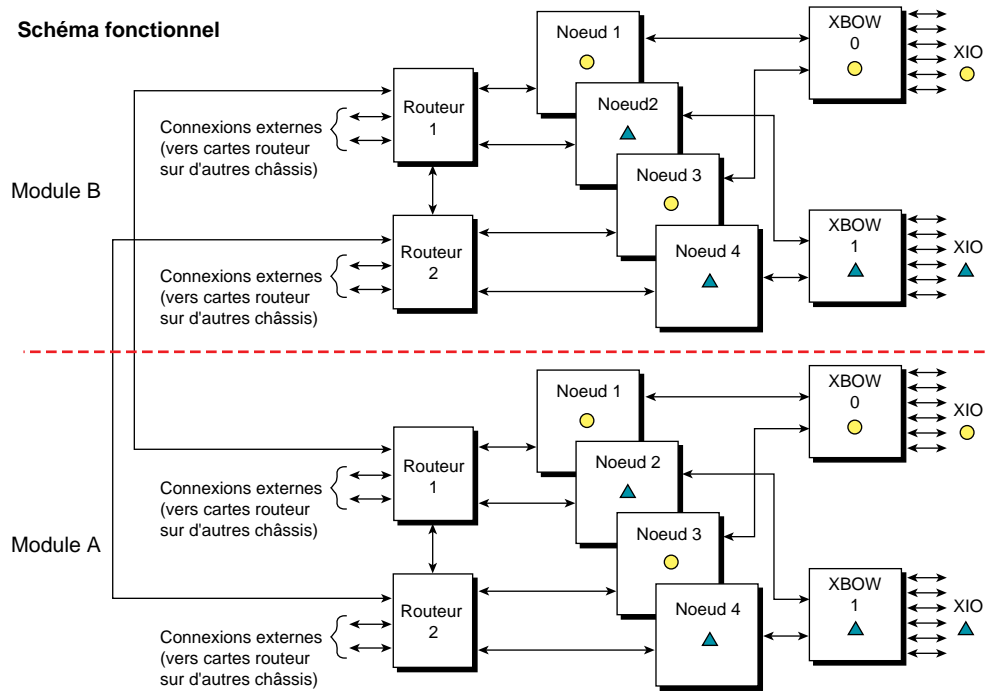 Schéma fonctionnel
Noeud 1
XBOW
0
XIO
Routeur
1
Noeud2
Connexions externes
(vers cartes routeur
sur d'autres châssis)
Noeud 3
Module B
Routeur
2
Noeud 4
XBOW
1
XIO
Connexions externes
(vers cartes routeur
sur d'autres châssis)
Noeud 1
XBOW
0
XIO
Routeur
1
Noeud 2
Connexions externes
(vers cartes routeur
sur d'autres châssis)
Noeud 3
Module A
Routeur
2
Noeud 4
XBOW
1
XIO
Connexions externes
(vers cartes routeur
sur d'autres châssis)